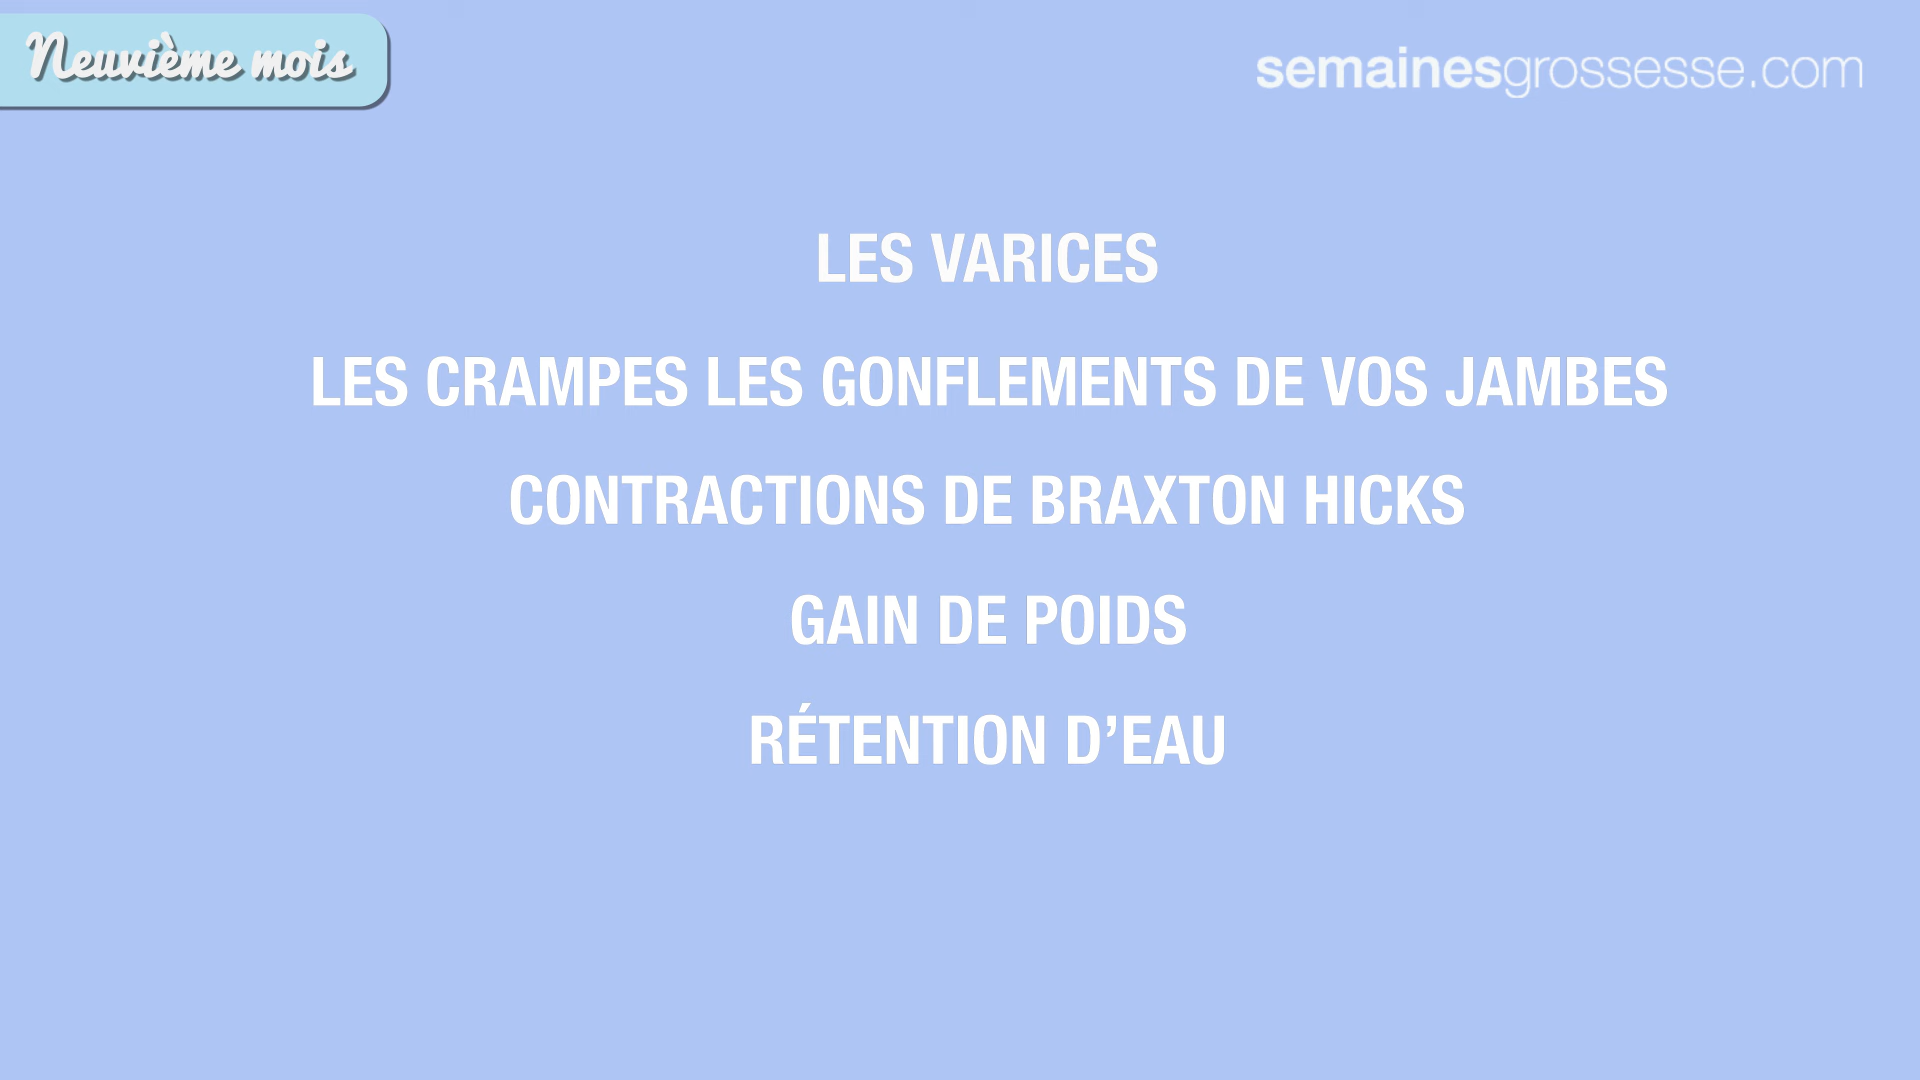 Neuvième mois
semainesgrossesse.com
LES VARICES
LES CRAMPES LES GONFLEMENTS DE VOS JAMBES
CONTRACTIONS DE BRAXTON HICKS
GAIN DE POIDS
RÉTENTION D’EAU